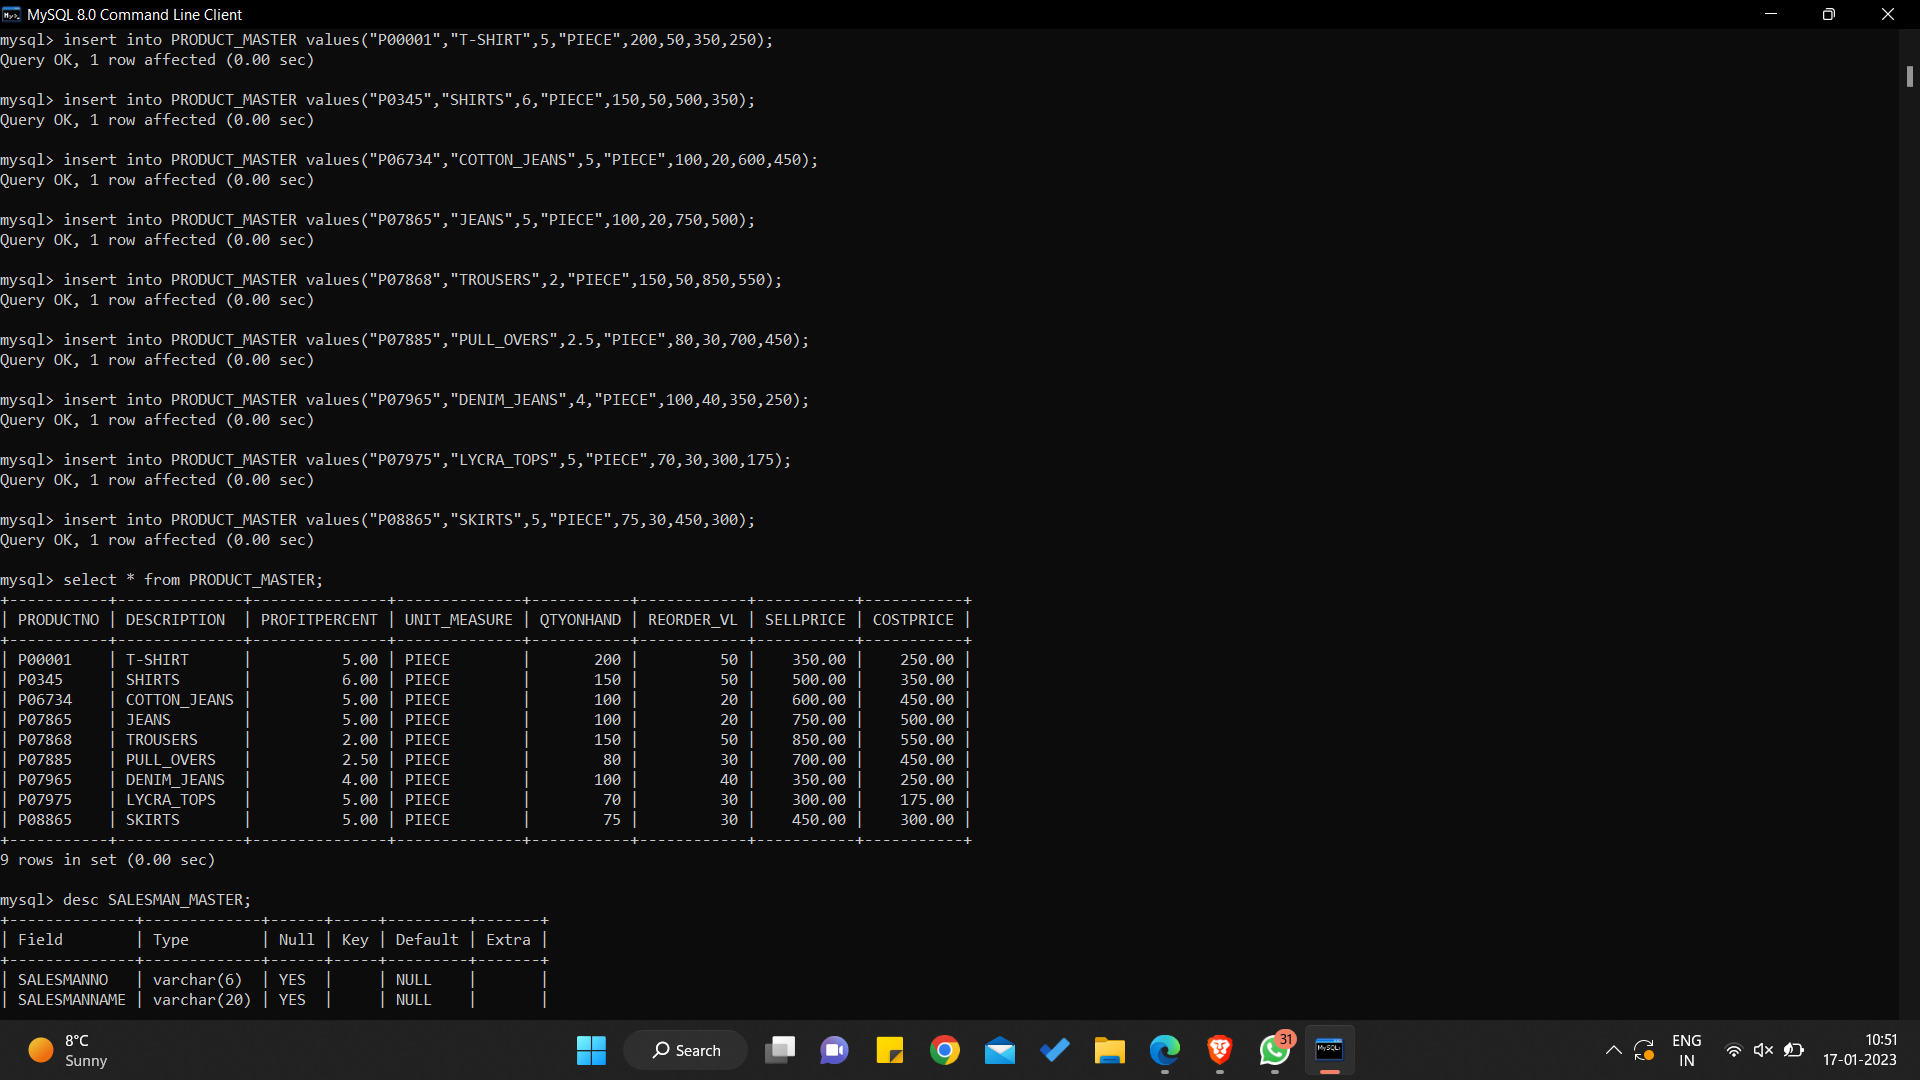 MySQL 8.0 Command Line Client
mysql> insert into PRODUCT_MASTER values("P00001","T-SHIRT",5,"PIECE",200,50,350,250);
Query OK, 1 row affected (0.00 sec)
mysql> insert into PRODUCT_MASTER values("P0345","SHIRTS",6,"PIECE",150,50,500,350);
Query OK, 1 row affected (0.00 sec)
mysql> insert into PRODUCT_MASTER values("P06734","COTTON_JEANS",5,"PIECE",100,20,600,450);
Query OK, 1 row affected (0.00 sec)
mysql> insert into PRODUCT_MASTER values("P07865","JEANS",5,"PIECE",100,20,750,500);
Query OK, 1 row affected (0.00 sec)
mysql> insert into PRODUCT_MASTER values("P07868","TROUSERS",2,"PIECE",150,50,850,550);
Query OK, 1 row affected (0.00 sec)
mysql> insert into PRODUCT_MASTER values("P07885","PULL_OVERS",2.5,"PIECE",80,30,700,450);
Query OK, 1 row affected (0.00 sec)
mysql> insert into PRODUCT_MASTER values("P07965","DENIM_JEANS",4,"PIECE",100,40,350,250);
Query OK, 1 row affected (0.00 sec)
mysql> insert into PRODUCT_MASTER values("P07975","LYCRA_TOPS",5,"PIECE",70,30,300,175);
Query OK, 1 row affected (0.00 sec)
mysql> insert into PRODUCT_MASTER values("P08865","SKIRTS",5,"PIECE",75,30,450,300);
Query OK, 1 row affected (0.00 sec)
mysql> select * from PRODUCT_MASTER;
+-----------+--------------+---------------+--------------+-----------+------------+-----------+-----------+
| PRODUCTNO | DESCRIPTION  | PROFITPERCENT | UNIT_MEASURE | QTYONHAND | REORDER_VL | SELLPRICE | COSTPRICE |
+-----------+--------------+---------------+--------------+-----------+------------+-----------+-----------+
| P00001    | T-SHIRT      |          5.00 | PIECE        |       200 |         50 |    350.00 |    250.00 |
| P0345     | SHIRTS       |          6.00 | PIECE        |       150 |         50 |    500.00 |    350.00 |
| P06734    | COTTON_JEANS |          5.00 | PIECE        |       100 |         20 |    600.00 |    450.00 |
| P07865    | JEANS        |          5.00 | PIECE        |       100 |         20 |    750.00 |    500.00 |
| P07868    | TROUSERS     |          2.00 | PIECE        |       150 |         50 |    850.00 |    550.00 |
| P07885    | PULL_OVERS   |          2.50 | PIECE        |        80 |         30 |    700.00 |    450.00 |
| P07965    | DENIM_JEANS  |          4.00 | PIECE        |       100 |         40 |    350.00 |    250.00 |
| P07975    | LYCRA_TOPS   |          5.00 | PIECE        |        70 |         30 |    300.00 |    175.00 |
| P08865    | SKIRTS       |          5.00 | PIECE        |        75 |         30 |    450.00 |    300.00 |
+-----------+--------------+---------------+--------------+-----------+------------+-----------+-----------+
9 rows in set (0.00 sec)
mysql> desc SALESMAN_MASTER;
+--------------+-------------+------+-----+---------+-------+
| Field        | Type        | Null | Key | Default | Extra |
+--------------+-------------+------+-----+---------+-------+
| SALESMANNO   | varchar(6)  | YES  |     | NULL    |       |
| SALESMANNAME | varchar(20) | YES  |     | NULL    |       |
8°C
Sunny
Search
31
MySQL
ENG
IN
10:51
17-01-2023